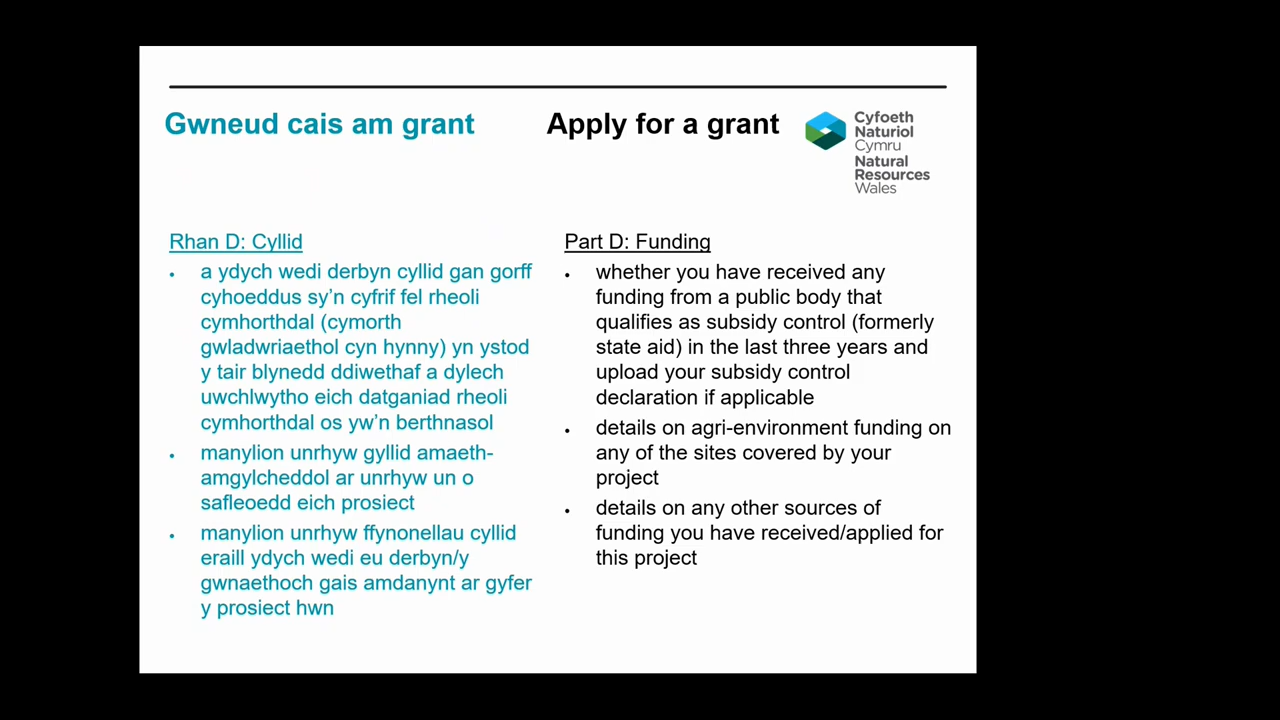 Gwneud cais am grant
Apply for a grant
Cyfoeth
Naturiol
Cymru
Natural
Resources
Wales
Rhan D: Cyllid
• a ydych wedi derbyn cyllid gan gorff
cyhoeddus sy’n cyfrif fel rheoli
cymhorthdal (cymorth
gwladwriaethol cyn hynny) yn ystod
y tair blynedd ddiwethaf a dylech
uwchlwytho eich datganiad rheoli
cymhorthdal os yw’n berthnasol
• manylion unrhyw gyllid amaeth-
amgylcheddol ar unrhyw un o
safleoedd eich prosiect
• manylion unrhyw ffynonellau cyllid
eraill ydych wedi eu derbyn/y
gwnaethoch gais amdanynt ar gyfer
y prosiect hwn
Part D: Funding
• whether you have received any
funding from a public body that
qualifies as subsidy control (formerly
state aid) in the last three years and
upload your subsidy control
declaration if applicable
• details on agri-environment funding on
any of the sites covered by your
project
• details on any other sources of
funding you have received/applied for
this project